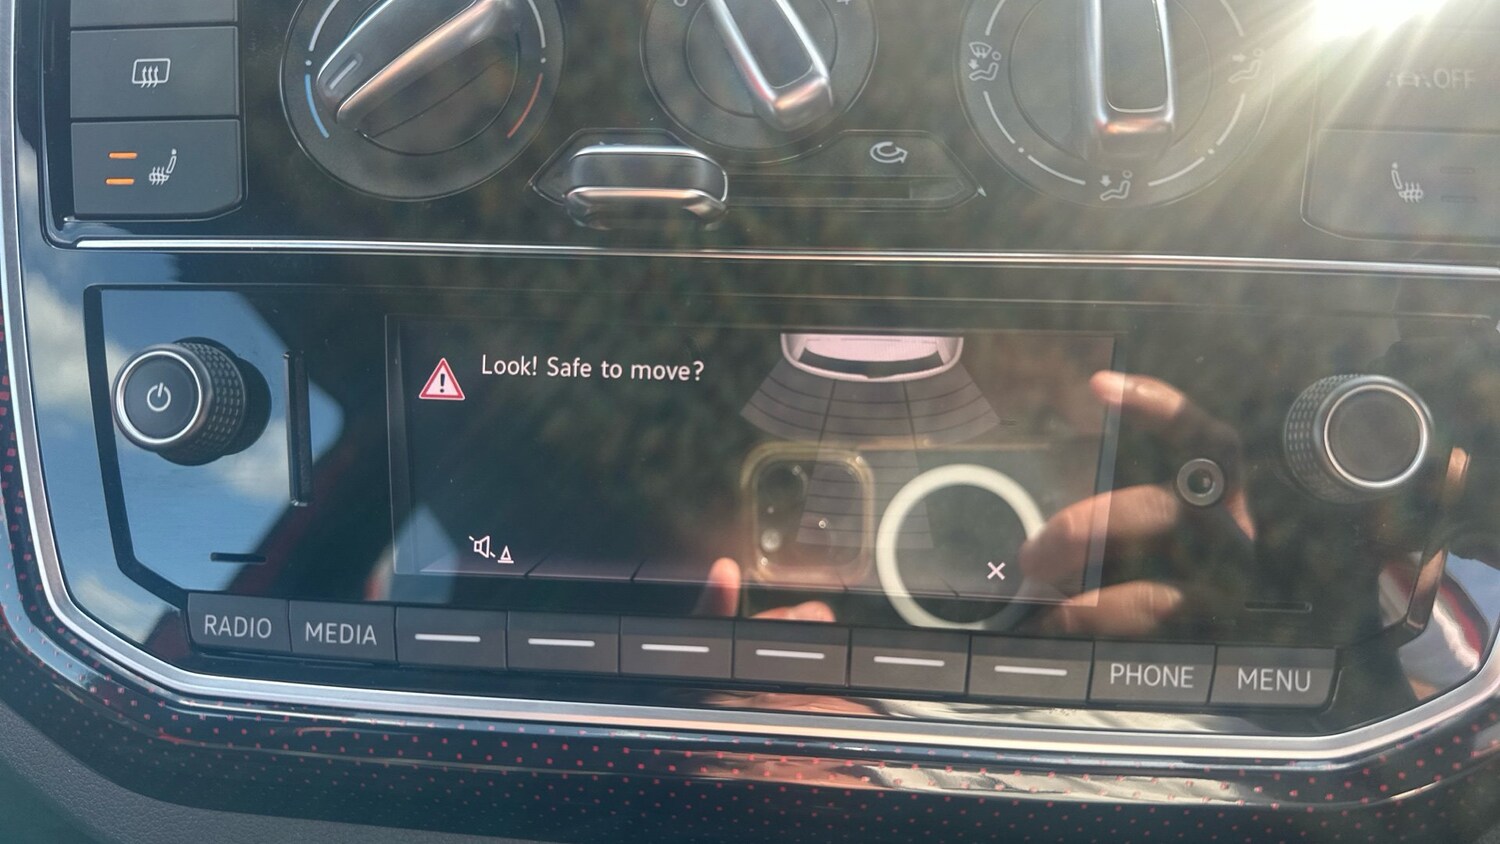 OFF
Look! Safe to move?
RADIO
MEDIA
PHONE
MENU